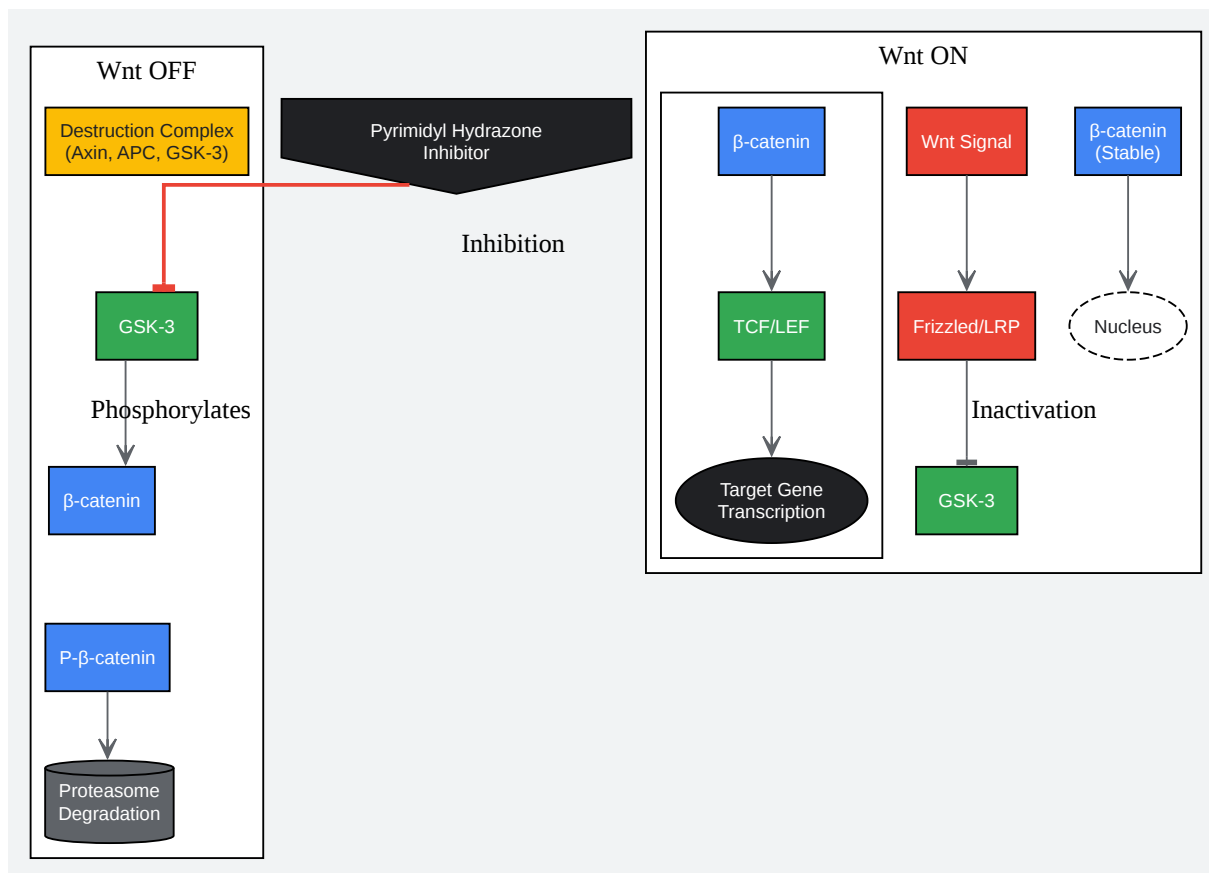 Wnt OFF
Destruction Complex
(Axin, APC, GSK-3)
GSK-3
Phosphorylates
β-catenin
P-β-catenin
Proteasome
Degradation
Pyrimidyl Hydrazone
Inhibitor
Inhibition
Wnt ON
β-catenin
TCF/LEF
Target Gene
Transcription
Wnt Signal
Frizzled/LRP
Inactivation
GSK-3
β-catenin
(Stable)
Nucleus